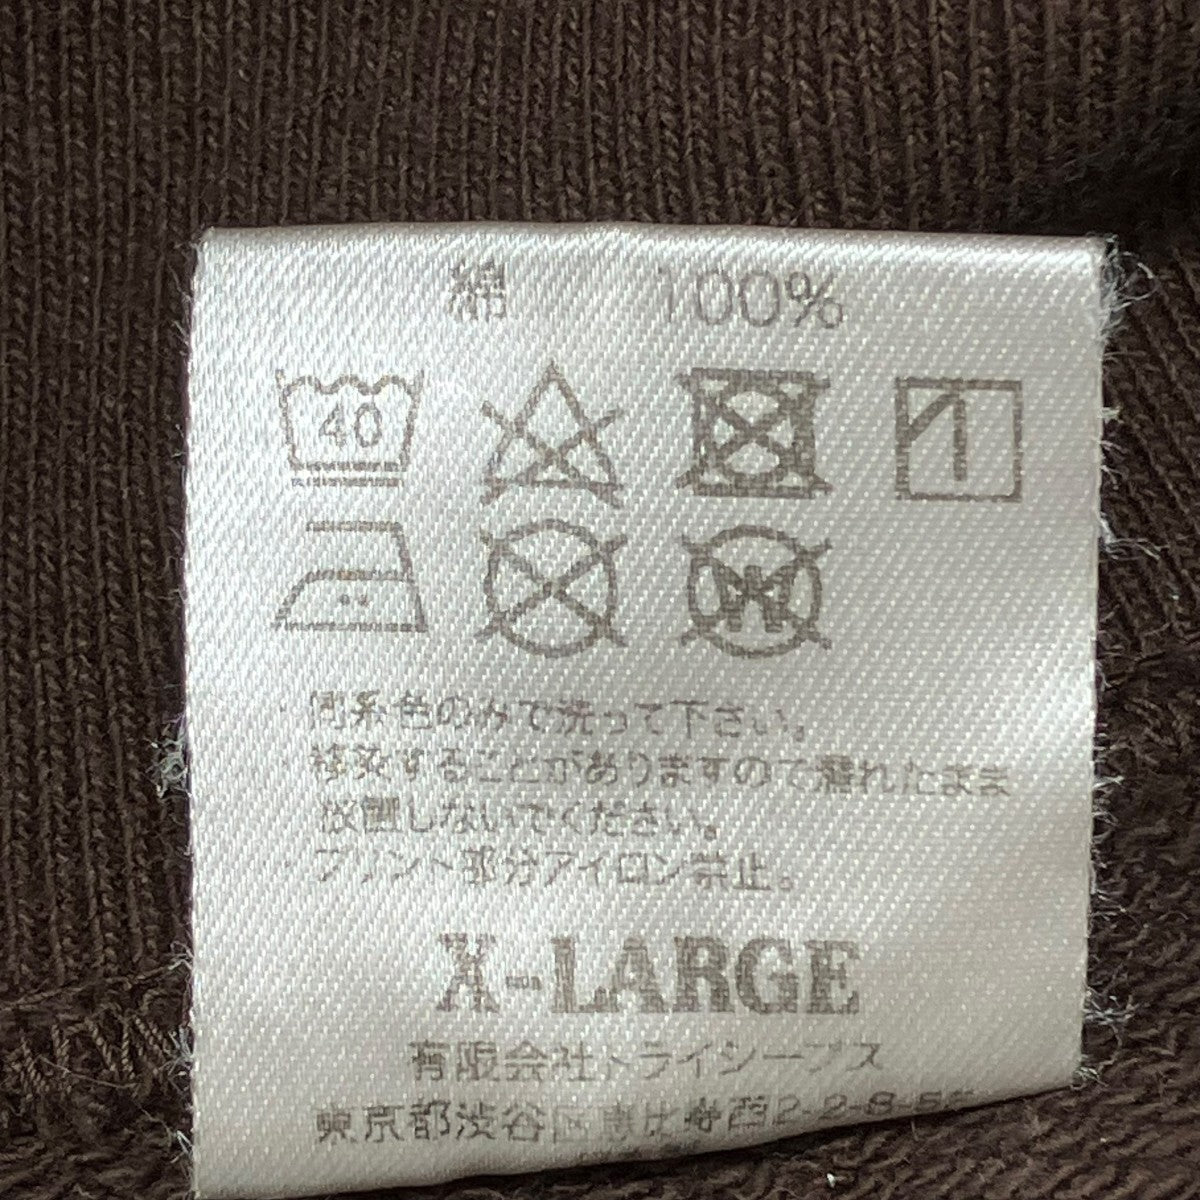 綿 100%
40
・同系色のみで洗って下さい。
・移染することがありますので濡れたまま
放置しないでください。
・プリント部分アイロン禁止。
X-LARGE
有限会社トライシープス
東京都渋谷区恵比寿西2-2-8-5F